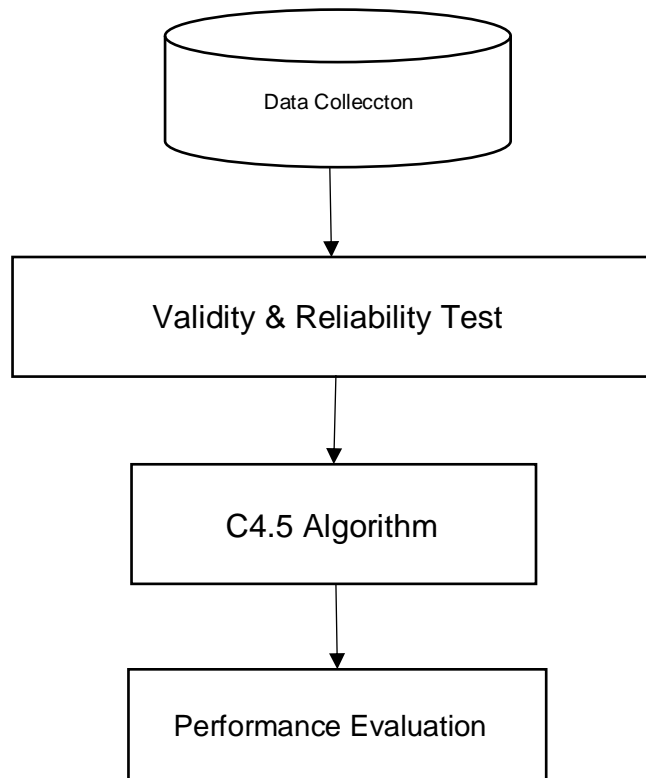 Data Colleccton
Validity & Reliability Test
C4.5 Algorithm
Performance Evaluation